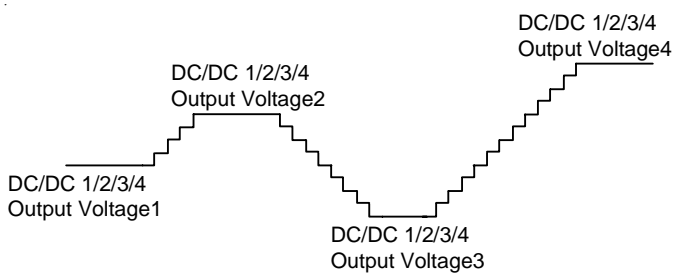 DC/DC 1/2/3/4
Output Voltage4
DC/DC 1/2/3/4
Output Voltage2
DC/DC 1/2/3/4
Output Voltage1
DC/DC 1/2/3/4
Output Voltage3